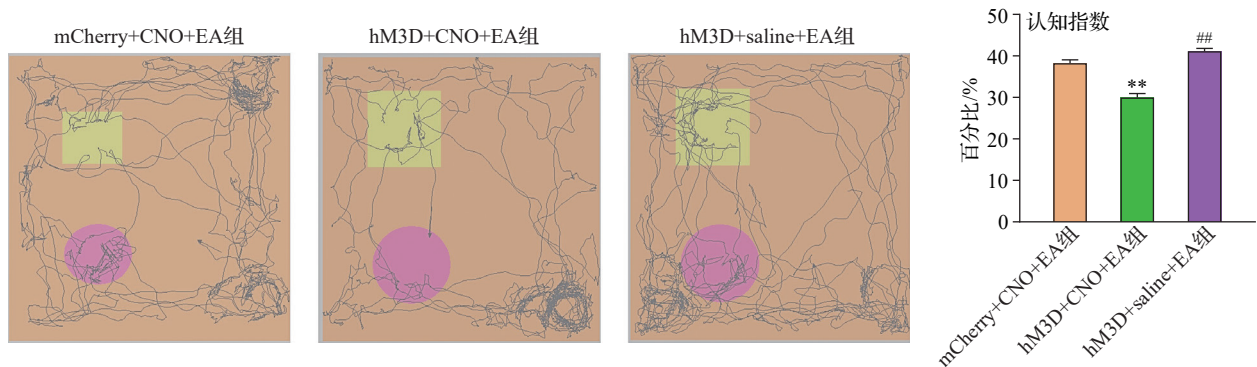 mCherry+CNO+EA组
hM3D+CNO+EA组
hM3D+saline+EA组
认知指数
百分比/%
50
40
30
40
10
0
**
##
mCherry+CNO+EA组
hM3D+CNO+EA组
hM3D+saline+EA组